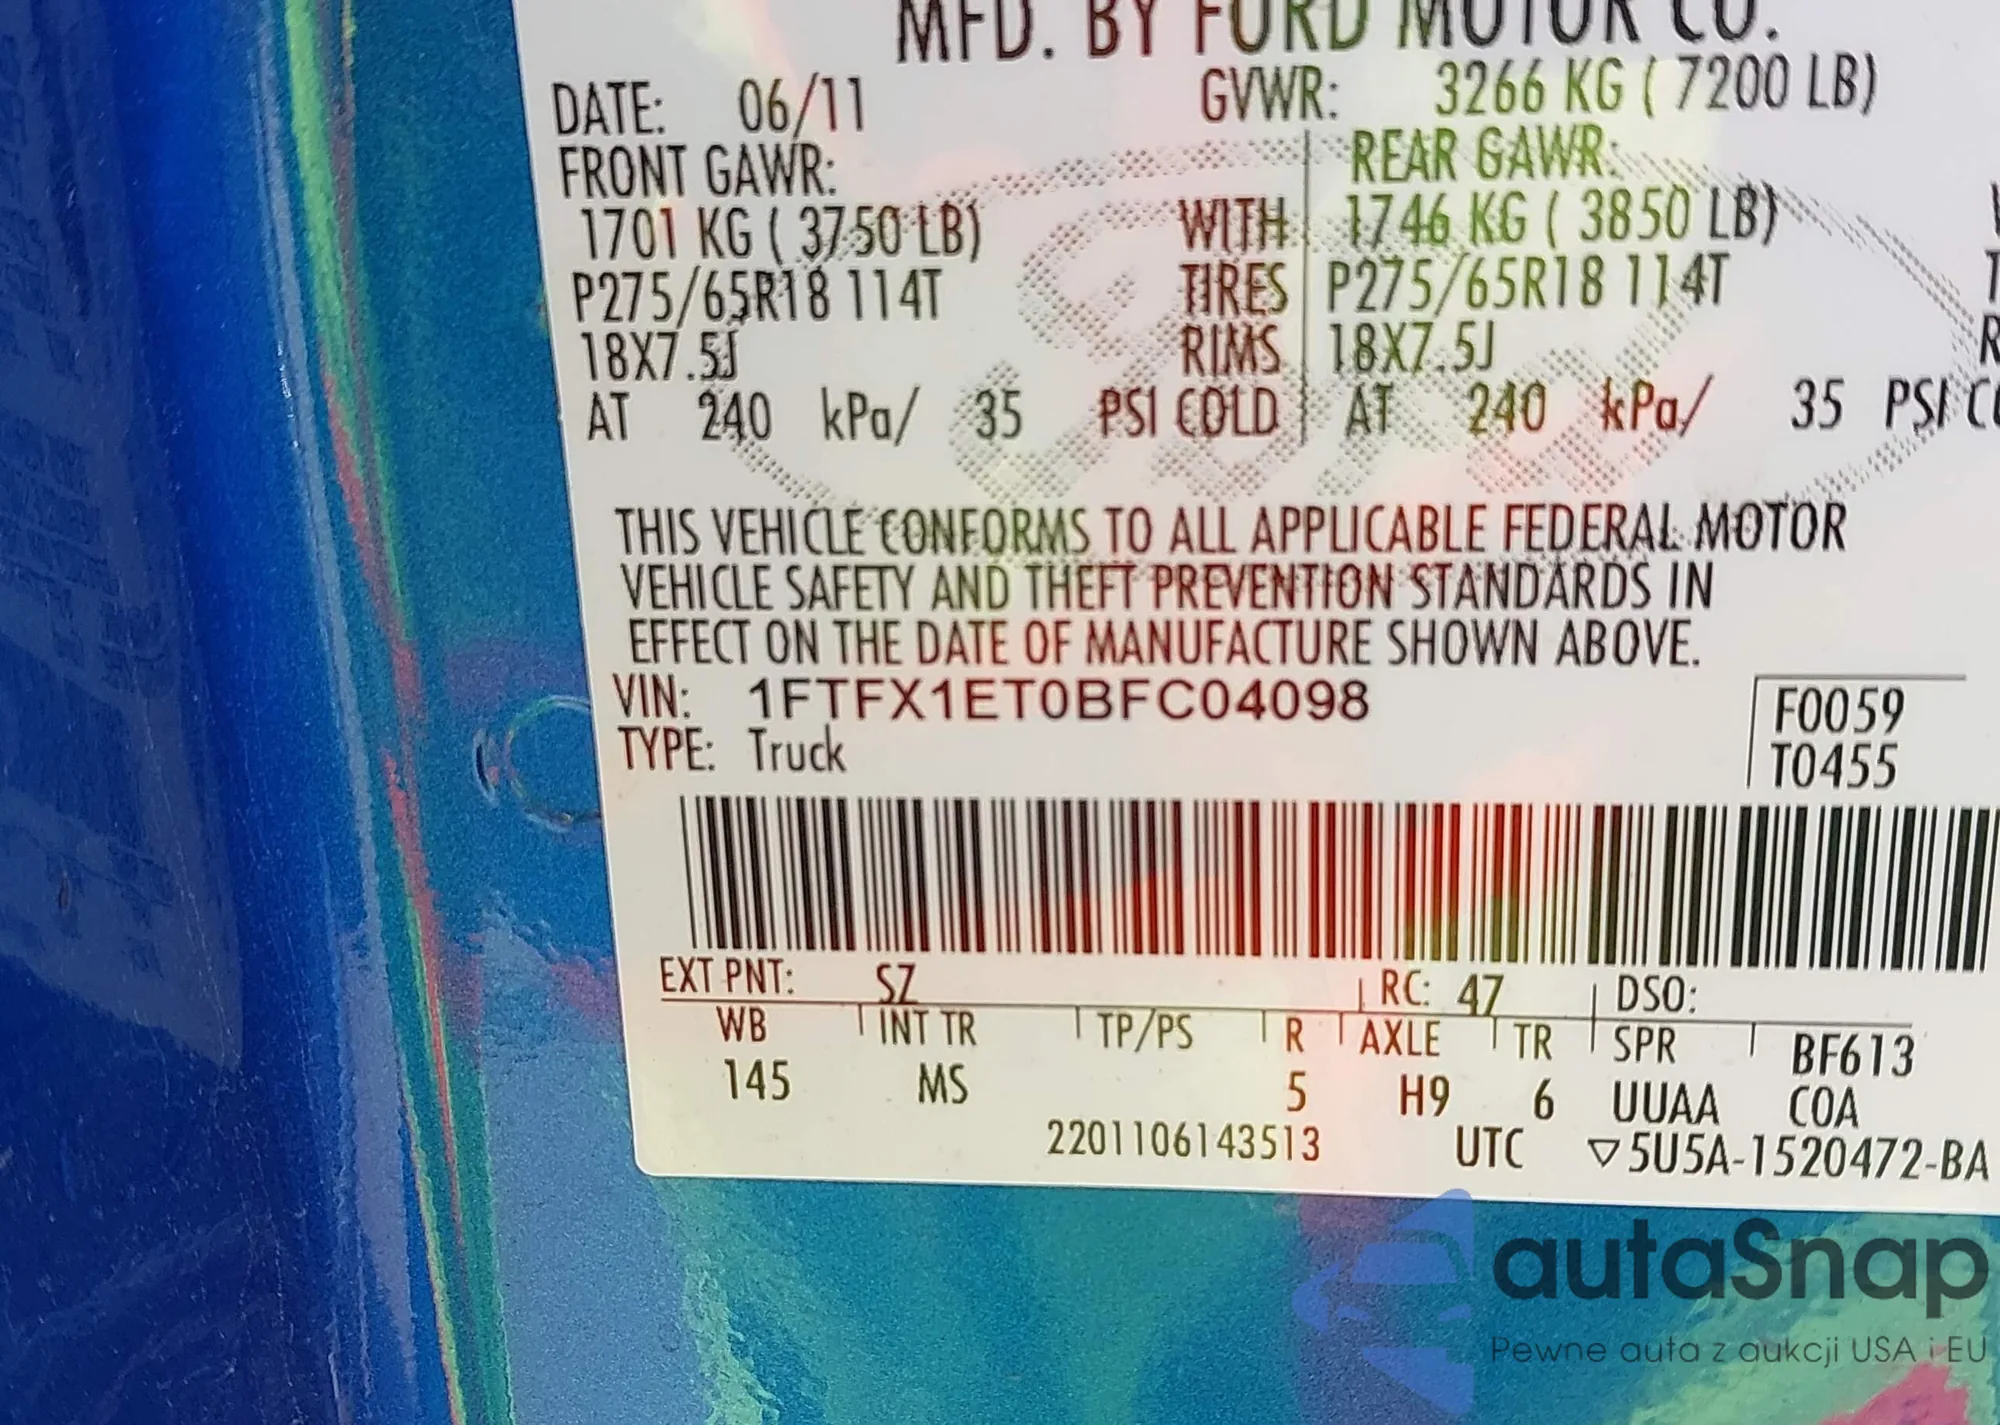 MFD. BY FORD MOTOR CO.
DATE: 06/11 GVWR: 3266 KG ( 7200 LB)
FRONT GAWR: REAR GAWR:
1701 KG ( 3750 LB) WITH 1746 KG ( 3850 LB)
P275/65R18 114T TIRES P275/65R18 114T
18X7.5J RIMS 18X7.5J
AT 240 kPa/ 35 PSI COLD AT 240 kPa/ 35 PSI
THIS VEHICLE CONFORMS TO ALL APPLICABLE FEDERAL MOTOR
VEHICLE SAFETY AND THEFT PREVENTION STANDARDS IN
EFFECT ON THE DATE OF MANUFACTURE SHOWN ABOVE.
VIN: 1FTFX1ET0BFC04098
F0059
TYPE: Truck
T0455
EXT PNT: SZ RC: 47 DSO:
WB INT TR TP/PS R AXLE TR SPR BF613
145 MS 5 H9 6 UUAA COA
2201106143513 UTC ▽5U5A-1520472-BA
autaSnap
Pewne auta z aukcji USA i EU